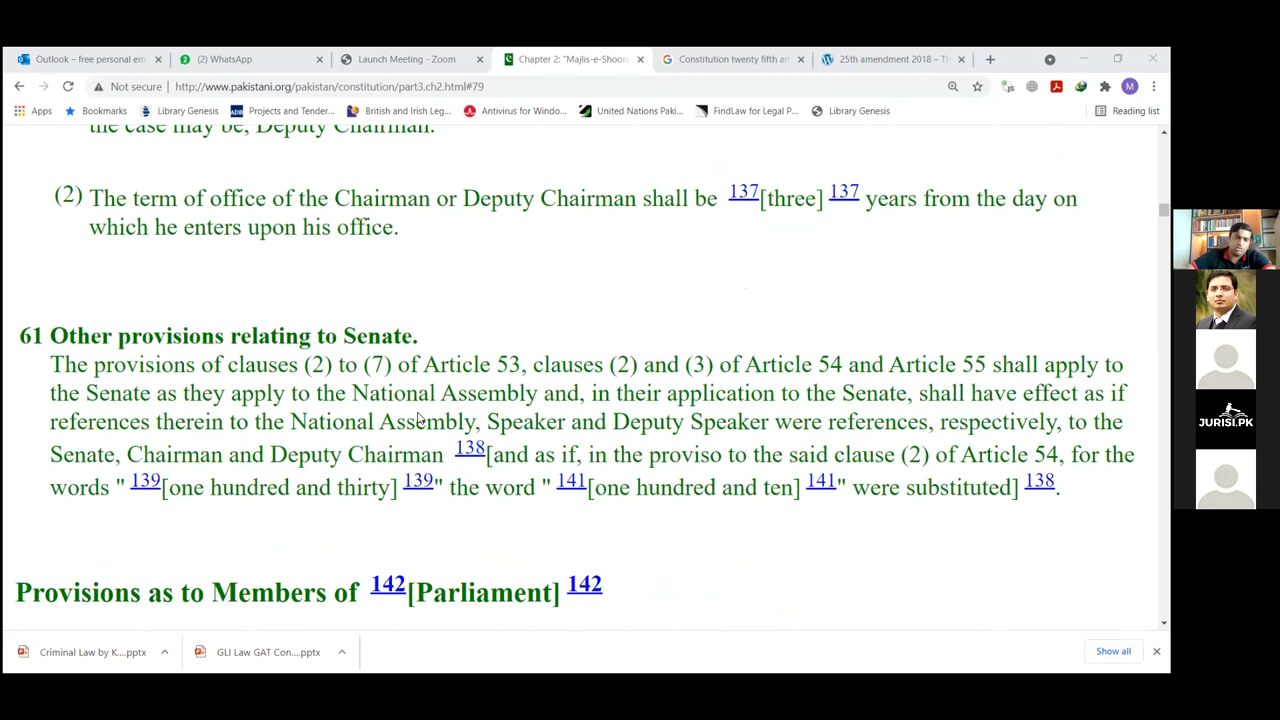 Outlook – free personal em
(2) WhatsApp
Launch Meeting - Zoom
Chapter 2: "Majlis-e-Shoora
Constitution twenty fifth an
25th amendment 2018 – Th
Not secure
http://www.pakistani.org/pakistan/constitution/part3.ch2.html#79
M
Apps
Bookmarks
Library Genesis
ADB
Projects and Tender...
British and Irish Leg...
Antivirus for Windo...
United Nations Paki...
FindLaw for Legal P...
Library Genesis
Reading list
the case may be, Deputy Chairman.
(2) The term of office of the Chairman or Deputy Chairman shall be 137[three] 137 years from the day on
which he enters upon his office.
61 Other provisions relating to Senate.
The provisions of clauses (2) to (7) of Article 53, clauses (2) and (3) of Article 54 and Article 55 shall apply to
the Senate as they apply to the National Assembly and, in their application to the Senate, shall have effect as if
references therein to the National Assembly, Speaker and Deputy Speaker were references, respectively, to the
Senate, Chairman and Deputy Chairman 138[and as if, in the proviso to the said clause (2) of Article 54, for the
words " 139[one hundred and thirty] 139" the word " 141[one hundred and ten] 141" were substituted] 138.
Provisions as to Members of 142[Parliament] 142
Criminal Law by K....pptx
GLI Law GAT Con....pptx
Show all
JURISI.PK